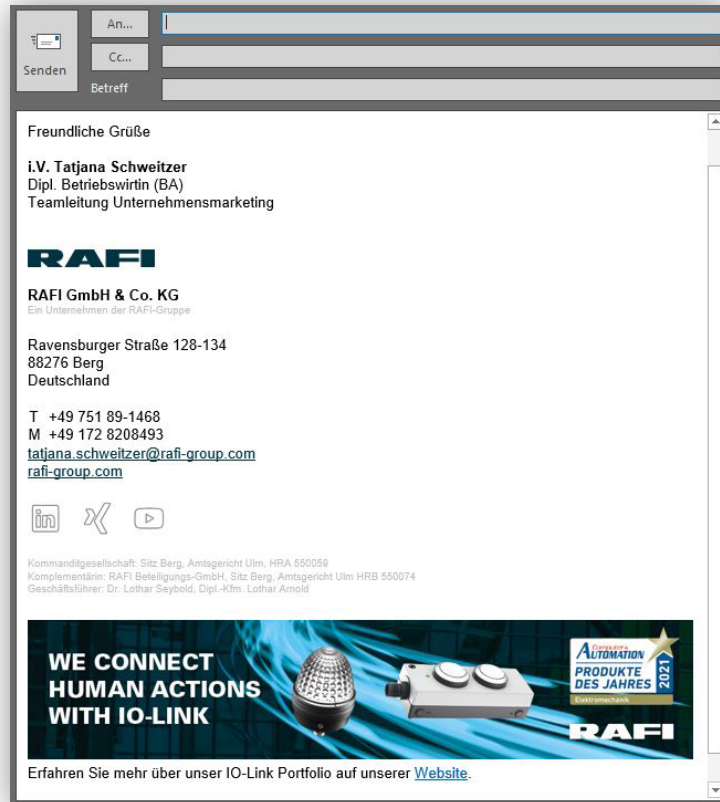 An...
Senden
Cc...
Betreff
Freundliche Grüße
i.V. Tatjana Schweitzer
Dipl. Betriebswirtin (BA)
Teamleitung Unternehmensmarketing
RAFI
RAFI GmbH & Co. KG
Ein Unternehmen der RAFI-Gruppe
Ravensburger Straße 128-134
88276 Berg
Deutschland
T +49 751 89-1468
M +49 172 8208493
tatjana.schweitzer@rafi-group.com
rafi-group.com
in
Kommanditgesellschaft: Sitz Berg, Amtsgericht Ulm, HRA 550059
Komplementärin: RAFI Beteiligungs-GmbH, Sitz Berg, Amtsgericht Ulm HRB 550074
Geschäftsführer: Dr. Lothar Seybold, Dipl.-Kfm. Lothar Arnold
WE CONNECT
HUMAN ACTIONS
WITH IO-LINK
Computer&
AUTOMATION
PRODUKTE
DES JAHRES
2021
Elektromechanik
RAFI
Erfahren Sie mehr über unser IO-Link Portfolio auf unserer Website.